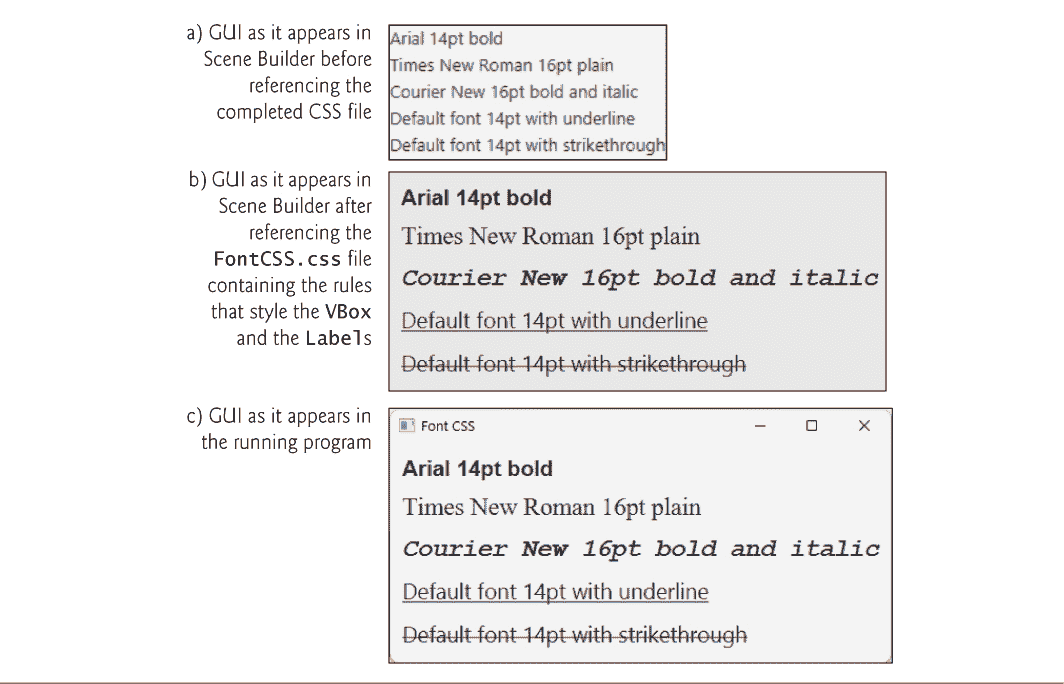 a) GUI as it appears in
Scene Builder before
referencing the
completed CSS file
Arial 14pt bold
Times New Roman 16pt plain
Courier New 16pt bold and italic
Default font 14pt with underline
Default font 14pt with strikethrough
b) GUI as it appears in
Scene Builder after
referencing the
FontCSS.css file
containing the rules
that style the VBox
and the Labels
Arial 14pt bold
Times New Roman 16pt plain
Courier New 16pt bold and italic
Default font 14pt with underline
Default font 14pt with strikethrough
c) GUI as it appears in
the running program
Font CSS
Arial 14pt bold
Times New Roman 16pt plain
Courier New 16pt bold and italic
Default font 14pt with underline
Default font 14pt with strikethrough